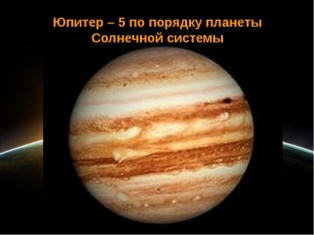 Юпитер – 5 по порядку планеты
Солнечной системы